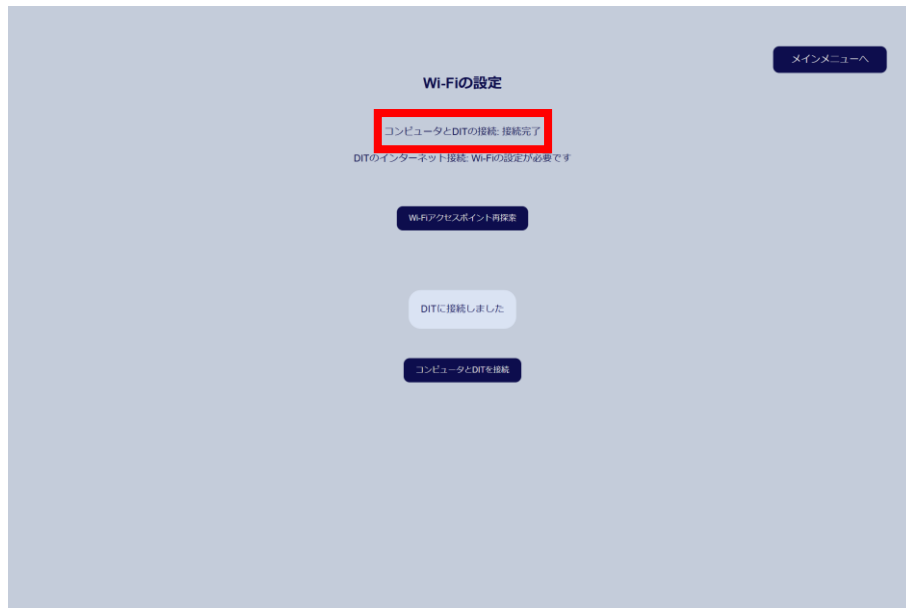 メインメニューへ
Wi-Fiの設定
コンピュータとDITの接続: 接続完了
DITのインターネット接続: Wi-Fiの設定が必要です
Wi-Fiアクセスポイント再探索
DITに接続しました
コンピュータとDITを接続